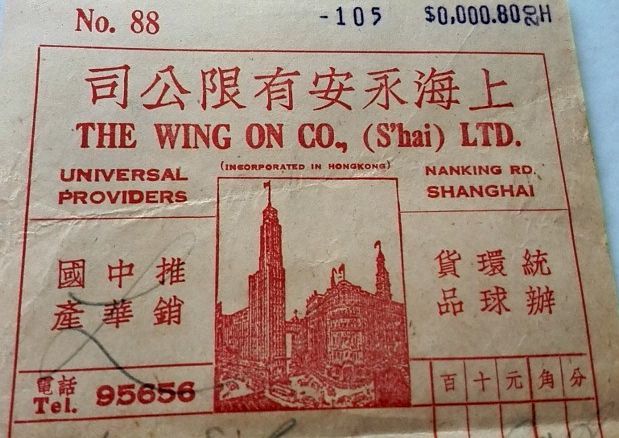 No. 88 -105 $0,000.80 H
上海永安有限公司
THE WING ON CO., (S'hai) LTD.
(INCORPORATED IN HONGKONG)
UNIVERSAL
PROVIDERS
NANKING RD.
SHANGHAI
統辦
環球
貨品
推銷
中華
國產
電話
Tel. 95656
百十元角分